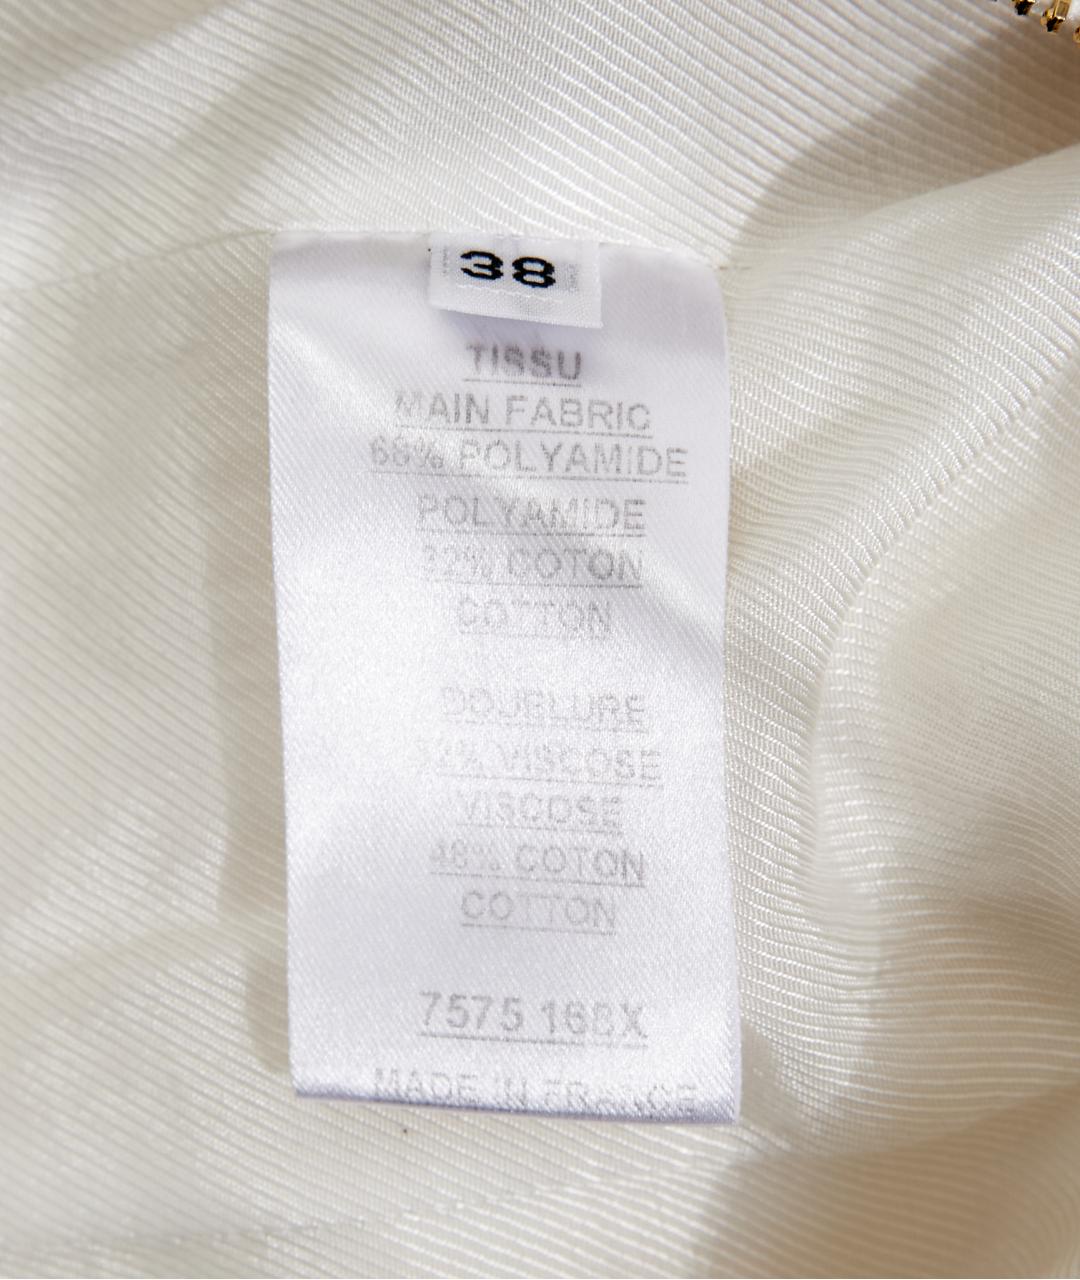 38
TISSU
MAIN FABRIC
68% POLYAMIDE
POLYAMIDE
32% COTON
COTTON
DOUBLURE
VISCOSE
VISCOSE
48% COTON
COTTON
7575 168X
MADE IN FRANCE